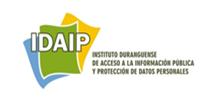 IDAIP
INSTITUTO DURANGUENSE
DE ACCESO A LA INFORMACIÓN PÚBLICA
Y PROTECCIÓN DE DATOS PERSONALES